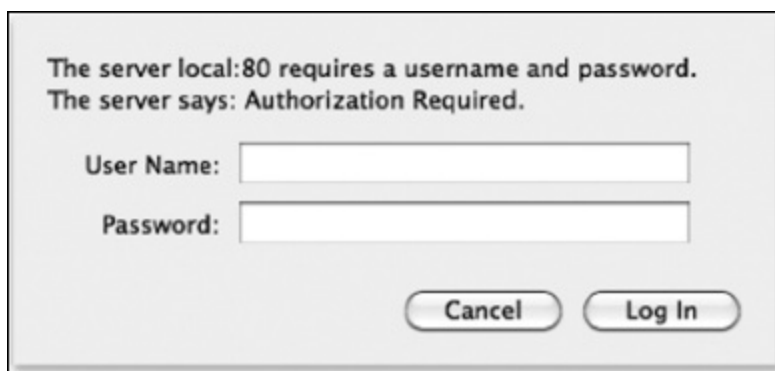 The server local:80 requires a username and password.
The server says: Authorization Required.
User Name:
Password:
Cancel Log In